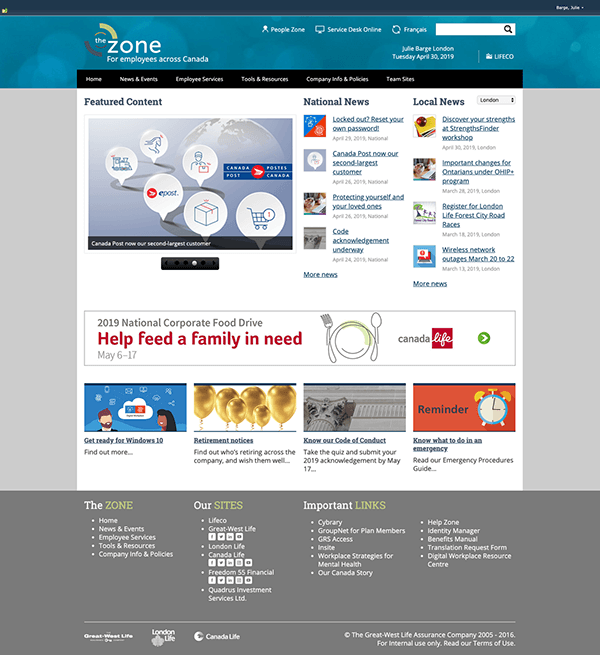 Barge, Julie
the zone
For employees across Canada
People Zone
Service Desk Online
Français
Julie Barge London
Tuesday April 30, 2019
LIFECO
Home
News & Events
Employee Services
Tools & Resources
Company Info & Policies
Team Sites
Featured Content
CANADA POST
POSTES CANADA
epost
Canada Post now our second-largest customer
National News
Locked out? Reset your
own password!
April 29, 2019, National
Canada Post now our
second-largest
customer
April 26, 2019, National
Protecting yourself and
your loved ones
April 26, 2019, National
Code
acknowledgement
underway
April 24, 2019, National
More news
Local News
London
Discover your strengths
at StrengthsFinder
workshop
April 30, 2019, London
Important changes for
Ontarians under OHIP+
program
March 28, 2019, London
Register for London
Life Forest City Road
Races
March 18, 2019, London
Wireless network
outages March 20 to 22
March 13, 2019, London
More news
2019 National Corporate Food Drive
Help feed a family in need
May 6–17
canada life
Get ready for Windows 10
Find out more...
Retirement notices
Find out who's retiring across the
company, and wish them well...
Know our Code of Conduct
Take the quiz and submit your
2019 acknowledgement by May
17...
Reminder
Know what to do in an
emergency
Read our Emergency Procedures
Guide...
The ZONE
Home
News & Events
Employee Services
Tools & Resources
Company Info & Policies
Our SITES
Lifeco
Great-West Life
London Life
Canada Life
Freedom 55 Financial
Quadrus Investment
Services Ltd.
Important LINKS
Cybrary
GroupNet for Plan Members
GRS Access
Insite
Workplace Strategies for
Mental Health
Our Canada Story
Help Zone
Identity Manager
Benefits Manual
Translation Request Form
Digital Workplace Resource
Centre
Great-West Life
London Life
Canada Life
© The Great-West Life Assurance Company 2005 - 2016.
For Internal use only. Read our Terms of Use.